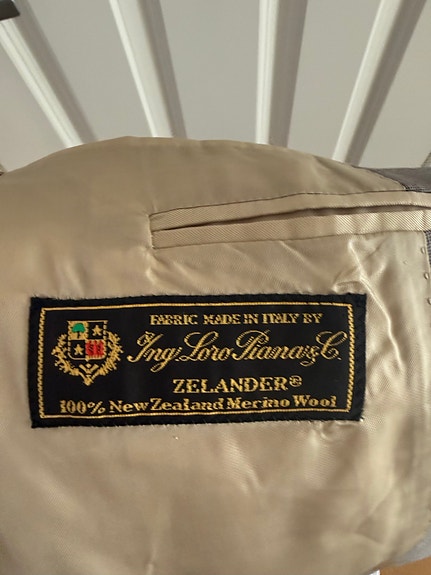 FABRIC MADE IN ITALY BY
Ing. Loro Piana & C.
ZELANDER®
100% New Zealand Merino Wool